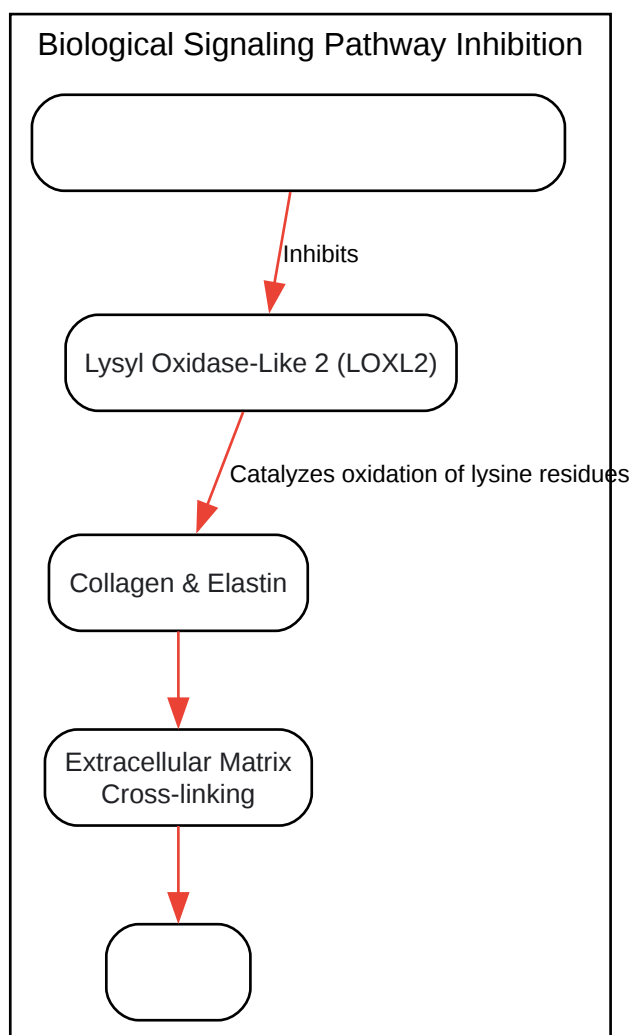 Biological Signaling Pathway Inhibition
Inhibits
Lysyl Oxidase-Like 2 (LOXL2)
Catalyzes oxidation of lysine residues
Collagen & Elastin
Extracellular Matrix
Cross-linking